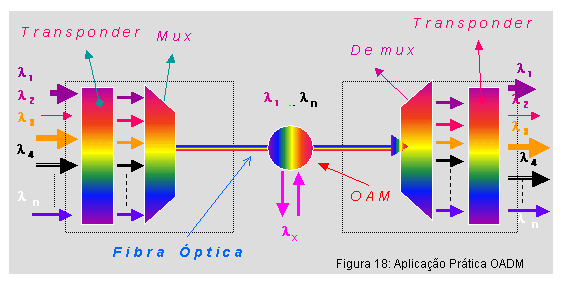 Transponder
Mux
λ1
λ2
λ3
λ4
λn
λ1 .. λn
Fibra Óptica
λx
OAM
De mux
Transponder
λ1
λ2
λ3
λ4
λn
Figura 18: Aplicação Prática OADM